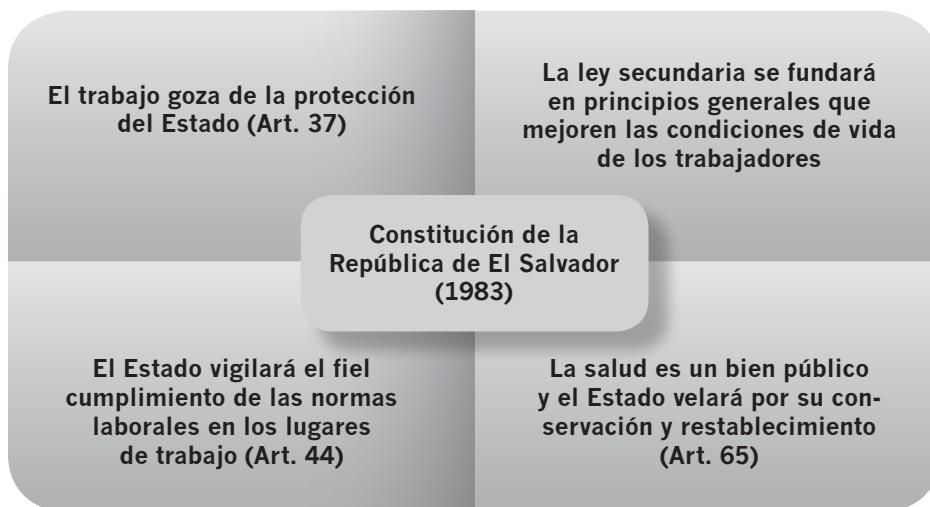 El trabajo goza de la protección
del Estado (Art. 37)
La ley secundaria se fundará
en principios generales que
mejoren las condiciones de vida
de los trabajadores
Constitución de la
República de El Salvador
(1983)
El Estado vigilará el fiel
cumplimiento de las normas
laborales en los lugares
de trabajo (Art. 44)
La salud es un bien público
y el Estado velará por su con-
servación y restablecimiento
(Art. 65)